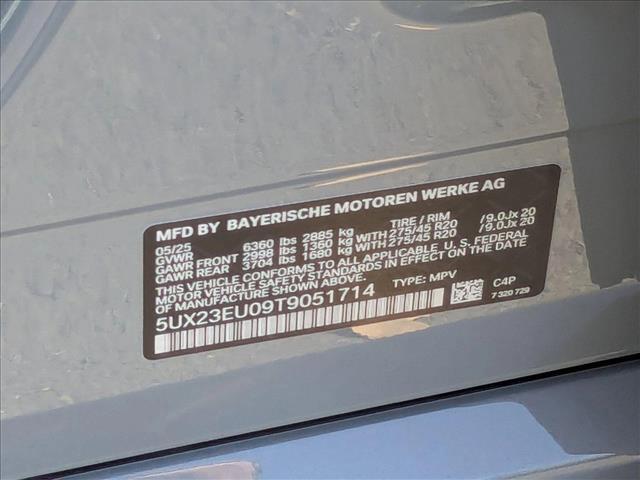 MFD BY BAYERISCHE MOTOREN WERKE AG
05/25 TIRE / RIM
GVWR 6360 lbs 2885 kg
GAWR FRONT 2998 lbs 1360 kg WITH 275/45 R20 /9.0Jx 20
GAWR REAR 3704 lbs 1680 kg WITH 275/45 R20 /9.0Jx 20
THIS VEHICLE CONFORMS TO ALL APPLICABLE U. S. FEDERAL
MOTOR VEHICLE SAFETY STANDARDS IN EFFECT ON THE DATE
OF MANUFACTURE SHOWN ABOVE.
5UX23EU09T9051714 TYPE: MPV C4P
7 320 729